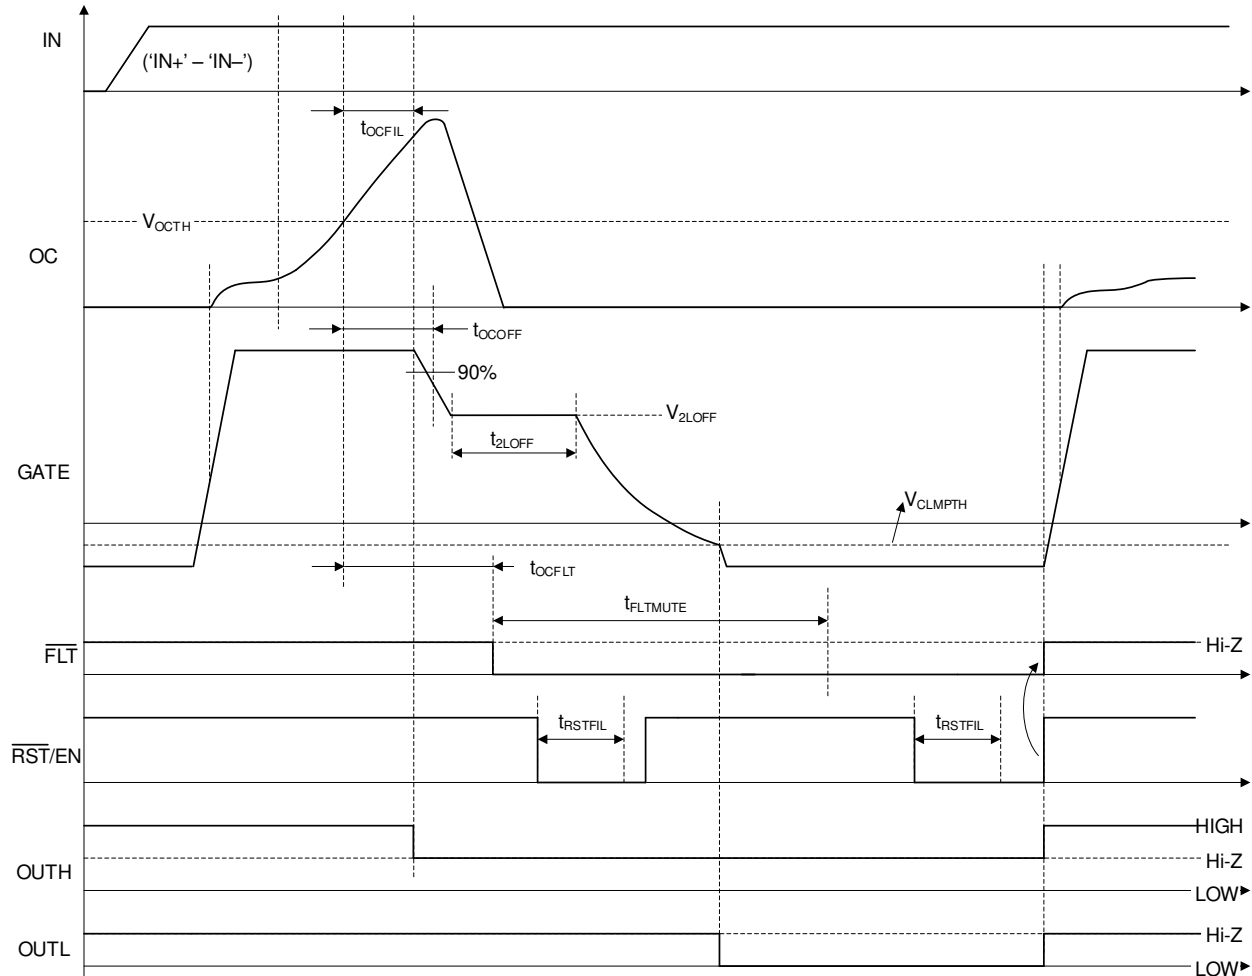 IN
('IN+' – 'IN–')
tOCFIL
VOCTH
OC
tOCOFF
90%
V2LOFF
t2LOFF
GATE
VCLMPTH
tOCFLT
tFLTMUTE
FLT
Hi-Z
tRSTFIL
tRSTFIL
RST/EN
HIGH
OUTH
Hi-Z
LOW
OUTL
Hi-Z
LOW